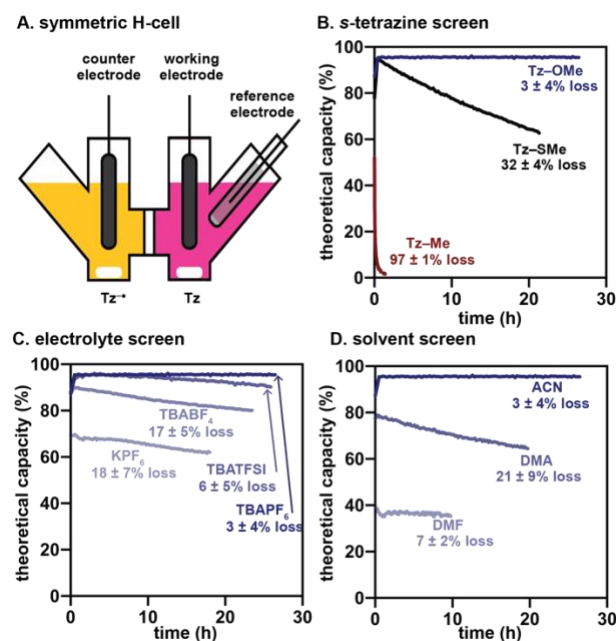 A. symmetric H-cell
counter
electrode
working
electrode
reference
electrode
Tz⁻•
Tz
B. s-tetrazine screen
theoretical capacity (%)
100
80
60
40
20
0
Tz–OMe
3 ± 4% loss
Tz–SMe
32 ± 4% loss
Tz–Me
97 ± 1% loss
0 10 20 30
time (h)
C. electrolyte screen
theoretical capacity (%)
100
80
60
40
20
0
TBABF₄
17 ± 5% loss
KPF₆
18 ± 7% loss
TBATFSI
6 ± 5% loss
TBAPF₆
3 ± 4% loss
0 10 20 30
time (h)
D. solvent screen
theoretical capacity (%)
100
80
60
40
20
0
ACN
3 ± 4% loss
DMA
21 ± 9% loss
DMF
7 ± 2% loss
0 10 20 30
time (h)